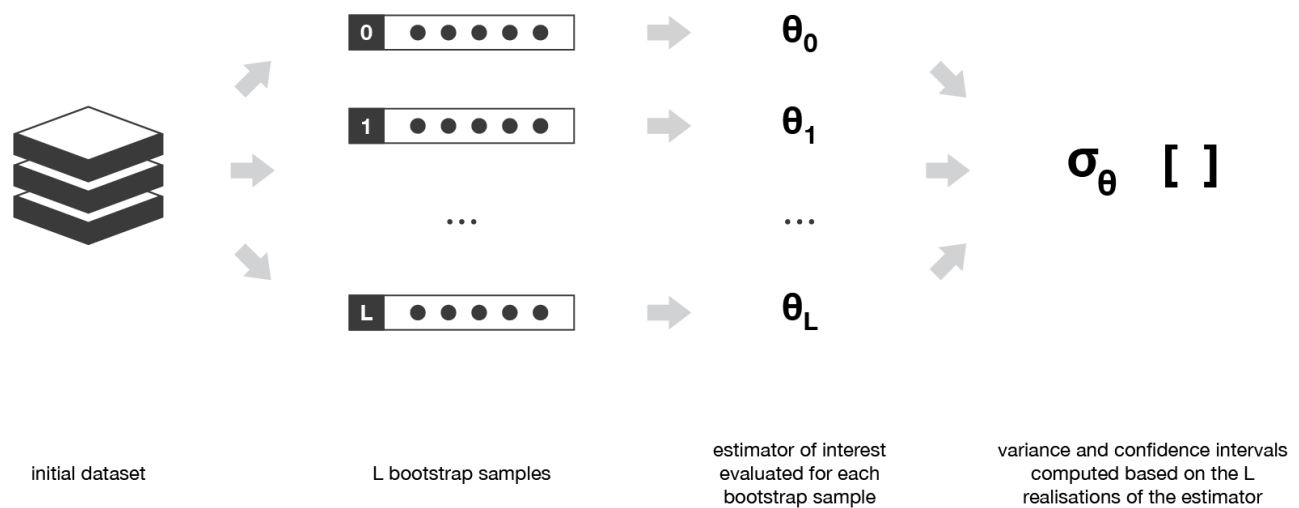 0
θ0
1
θ1
σθ [ ]
... ...
L
θL
initial dataset
L bootstrap samples
estimator of interest
evaluated for each
bootstrap sample
variance and confidence intervals
computed based on the L
realisations of the estimator